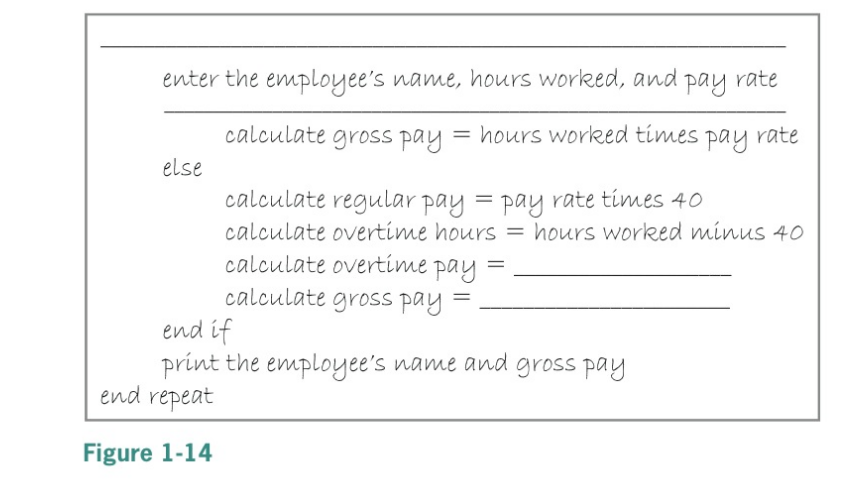 enter the employee's name, hours worked, and pay rate
calculate gross pay = hours worked times pay rate
else
calculate regular pay = pay rate times 40
calculate overtime hours = hours worked minus 40
calculate overtime pay = ____________________
calculate gross pay = ____________________
end if
print the employee's name and gross pay
end repeat
Figure 1-14